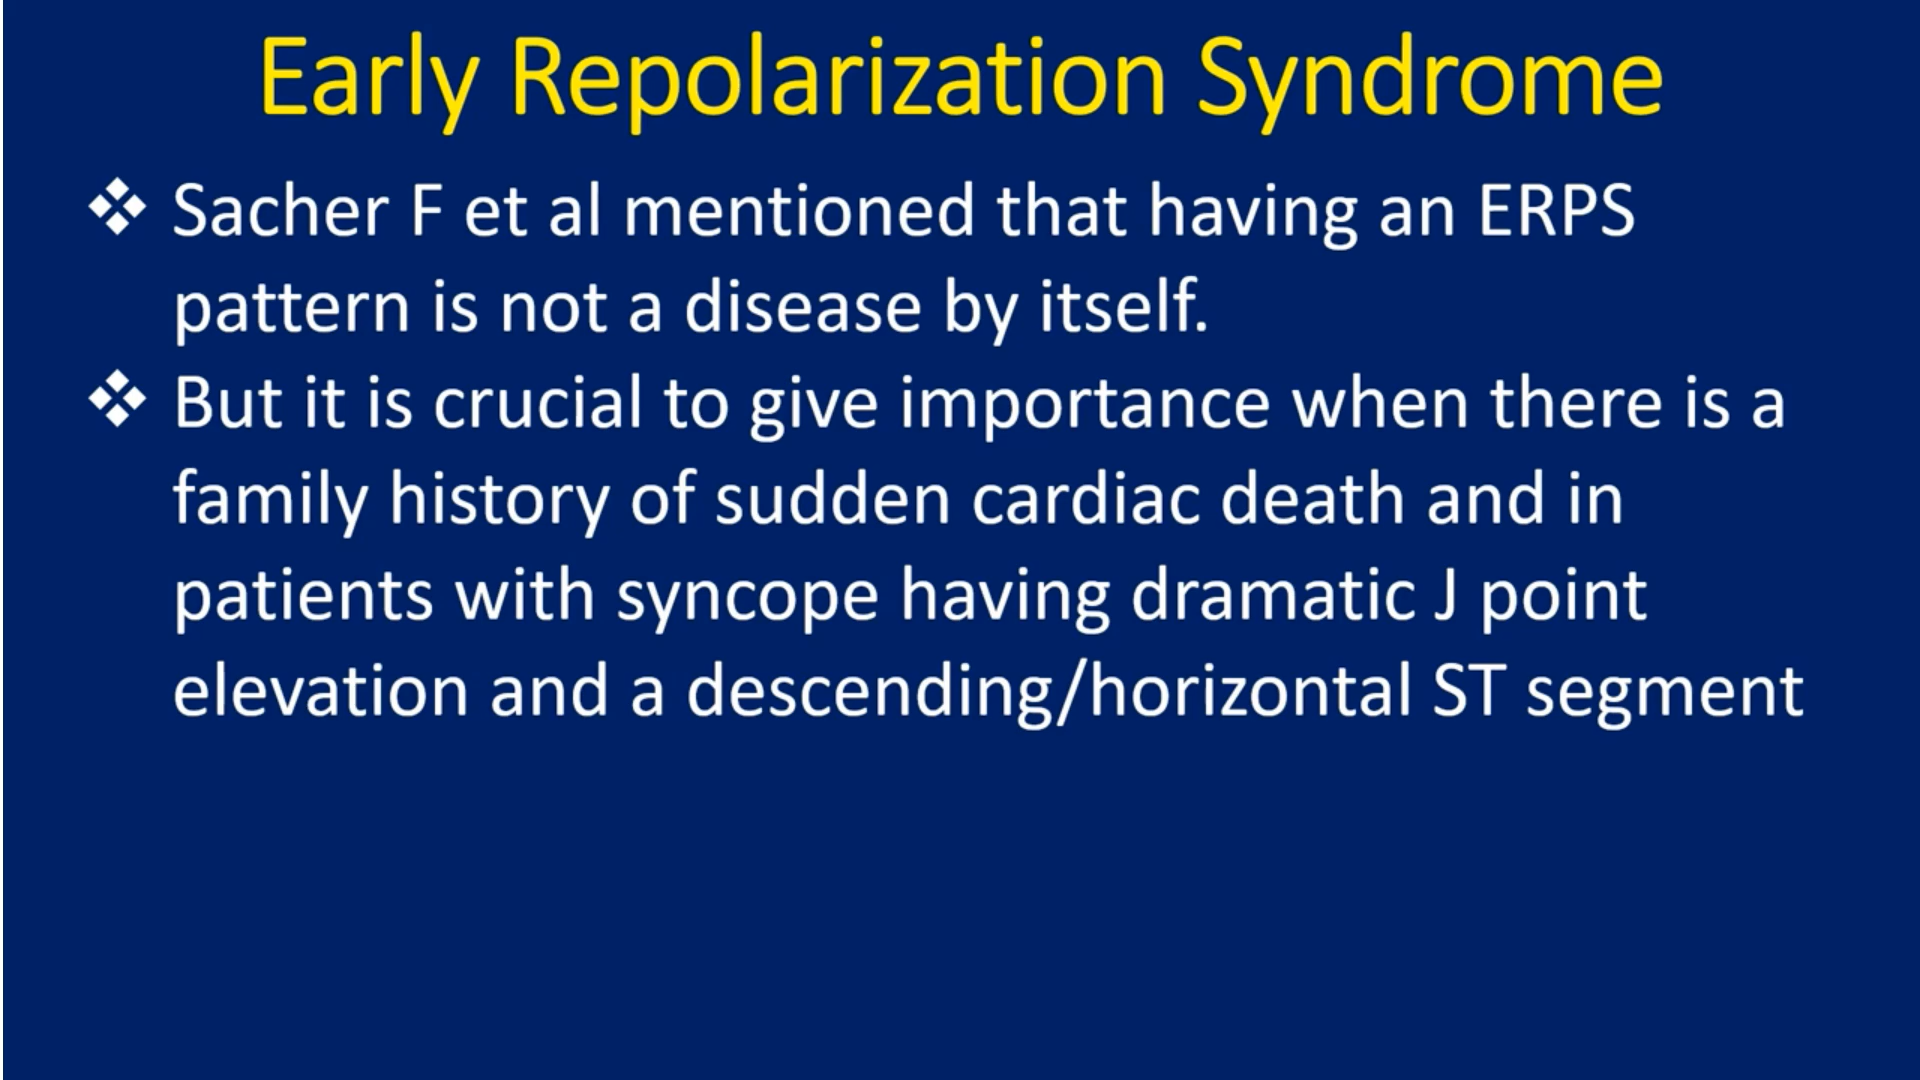 Early Repolarization Syndrome
❖ Sacher F et al mentioned that having an ERPS
pattern is not a disease by itself.
❖ But it is crucial to give importance when there is a
family history of sudden cardiac death and in
patients with syncope having dramatic J point
elevation and a descending/horizontal ST segment